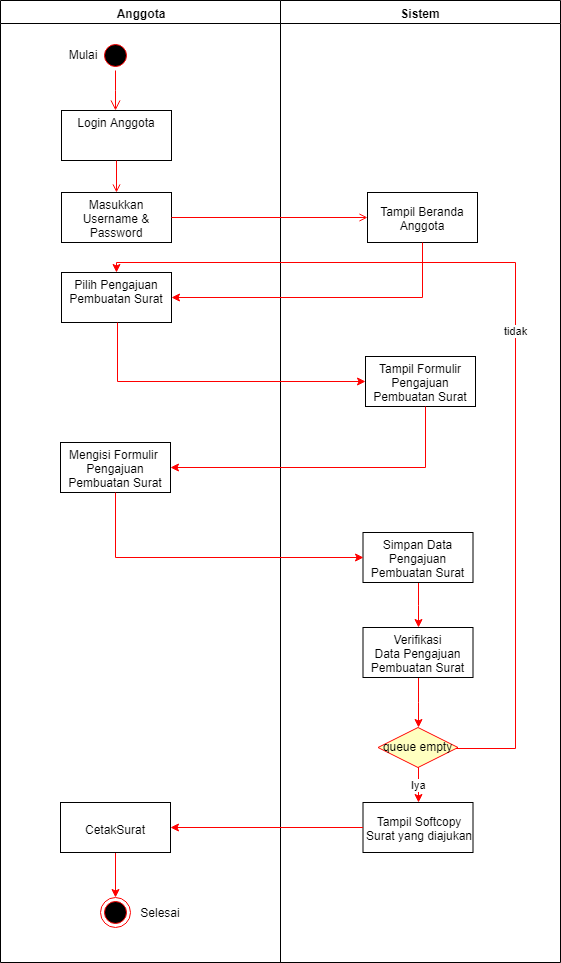 Anggota
Sistem
Mulai
Login Anggota
Masukkan
Username &
Password
Tampil Beranda
Anggota
Pilih Pengajuan
Pembuatan Surat
tidak
Tampil Formulir
Pengajuan
Pembuatan Surat
Mengisi Formulir
Pengajuan
Pembuatan Surat
Simpan Data
Pengajuan
Pembuatan Surat
Verifikasi
Data Pengajuan
Pembuatan Surat
queue empty
Iya
Tampil Softcopy
Surat yang diajukan
CetakSurat
Selesai